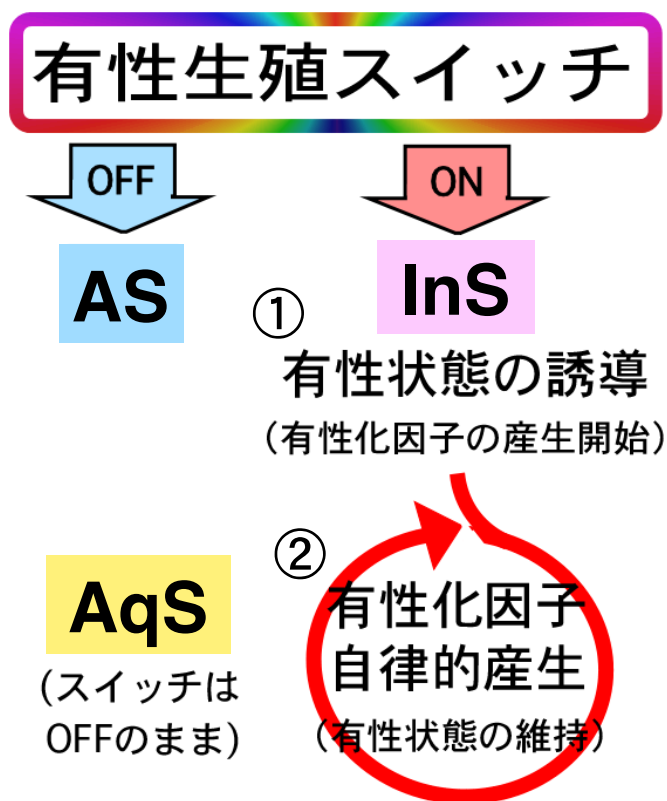 有性生殖スイッチ
OFF
ON
AS
InS
①
有性状態の誘導
(有性化因子の産生開始)
②
有性化因子
自律的産生
(有性状態の維持)
AqS
(スイッチは
OFFのまま)